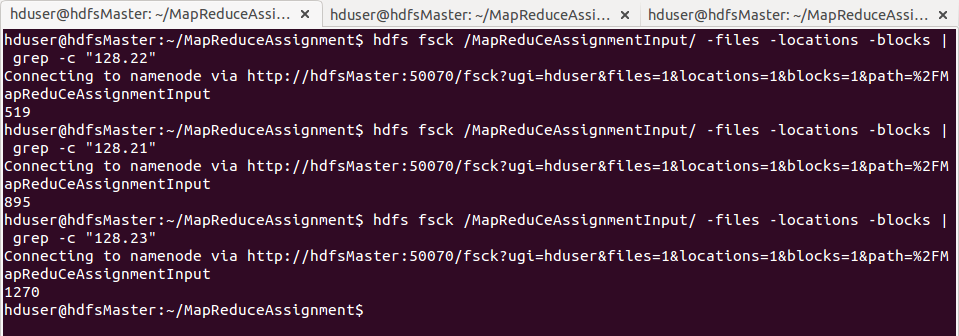 hduser@hdfsMaster: ~/MapReduceAssi... × hduser@hdfsMaster: ~/MapReduceAssi... × hduser@hdfsMaster: ~/MapReduceAssi... ×
hduser@hdfsMaster:~/MapReduceAssignment$ hdfs fsck /MapReduCeAssignmentInput/ -files -locations -blocks |
 grep -c "128.22"
Connecting to namenode via http://hdfsMaster:50070/fsck?ugi=hduser&files=1&locations=1&blocks=1&path=%2FM
apReduCeAssignmentInput
519
hduser@hdfsMaster:~/MapReduceAssignment$ hdfs fsck /MapReduCeAssignmentInput/ -files -locations -blocks |
 grep -c "128.21"
Connecting to namenode via http://hdfsMaster:50070/fsck?ugi=hduser&files=1&locations=1&blocks=1&path=%2FM
apReduCeAssignmentInput
895
hduser@hdfsMaster:~/MapReduceAssignment$ hdfs fsck /MapReduCeAssignmentInput/ -files -locations -blocks |
 grep -c "128.23"
Connecting to namenode via http://hdfsMaster:50070/fsck?ugi=hduser&files=1&locations=1&blocks=1&path=%2FM
apReduCeAssignmentInput
1270
hduser@hdfsMaster:~/MapReduceAssignment$